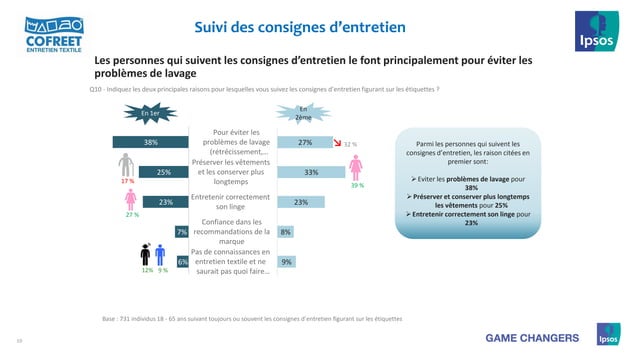 Suivi des consignes d’entretien
COFREET
ENTRETIEN TEXTILE
Ipsos
Les personnes qui suivent les consignes d’entretien le font principalement pour éviter les
problèmes de lavage
Q10 - Indiquez les deux principales raisons pour lesquelles vous suivez les consignes d’entretien figurant sur les étiquettes ?
En 1er
En
2ème
38%
Pour éviter les
problèmes de lavage
(rétrécissement,...
27%
12 %
25%
17 %
Préserver les vêtements
et les conserver plus
longtemps
33%
39 %
23%
27 %
Entretenir correctement
son linge
23%
7%
Confiance dans les
recommandations de la
marque
8%
6%
12%
9 %
Pas de connaissances en
entretien textile et ne
saurait pas quoi faire...
9%
Parmi les personnes qui suivent les
consignes d’entretien, les raison citées en
premier sont:
➢ Eviter les problèmes de lavage pour
38%
➢ Préserver et conserver plus longtemps
les vêtements pour 25%
➢ Entretenir correctement son linge pour
23%
Base : 731 individus 18 - 65 ans suivant toujours ou souvent les consignes d’entretien figurant sur les étiquettes
GAME CHANGERS
Ipsos